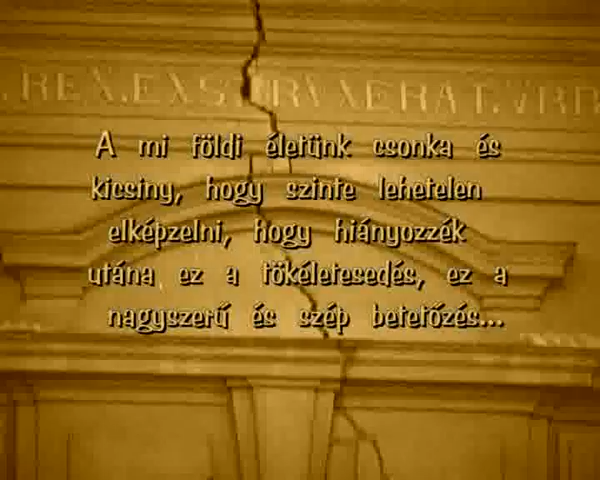 .REX.EXSTRVXERAT.VRB
A mi földi életünk csonka és
kicsiny, hogy szinte lehetelen
elképzelni, hogy hiányozzék
utána ez a tökéletesedés, ez a
nagyszerű és szép betetőzés...